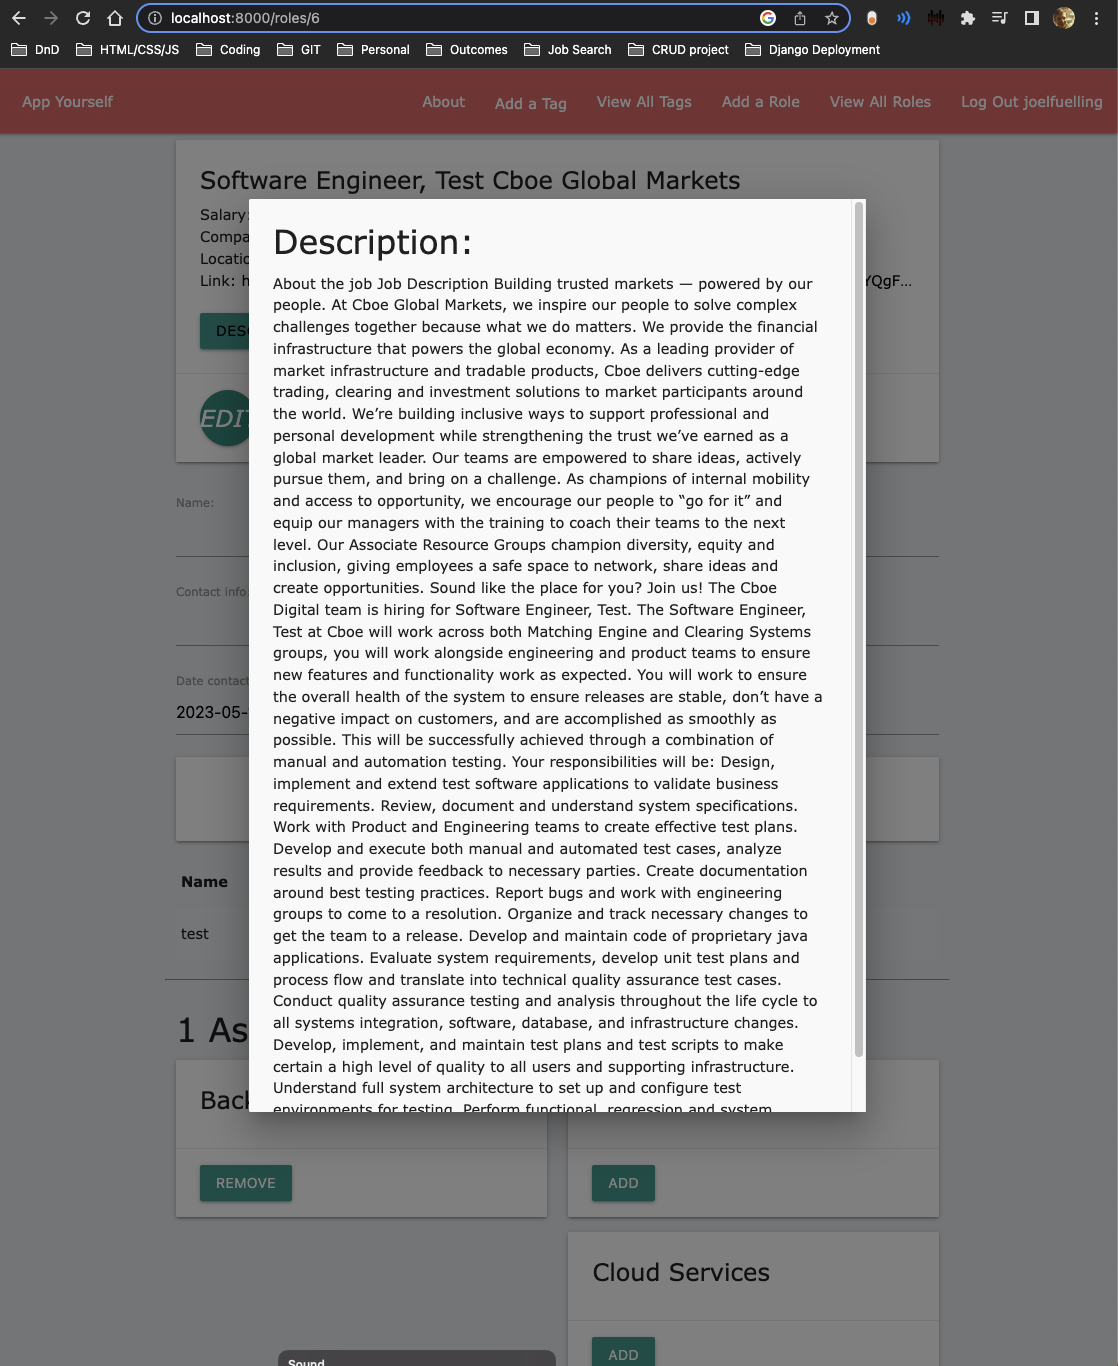 localhost:8000/roles/6
DnD HTML/CSS/JS Coding GIT Personal Outcomes Job Search CRUD project Django Deployment
App Yourself About Add a Tag View All Tags Add a Role View All Roles Log Out joelfuelling
Software Engineer, Test Cboe Global Markets
Salary:
Compa
Locatio
Link: h YQgF...
DES
EDIT
Description:
About the job Job Description Building trusted markets — powered by our
people. At Cboe Global Markets, we inspire our people to solve complex
challenges together because what we do matters. We provide the financial
infrastructure that powers the global economy. As a leading provider of
market infrastructure and tradable products, Cboe delivers cutting-edge
trading, clearing and investment solutions to market participants around
the world. We’re building inclusive ways to support professional and
personal development while strengthening the trust we’ve earned as a
global market leader. Our teams are empowered to share ideas, actively
pursue them, and bring on a challenge. As champions of internal mobility
and access to opportunity, we encourage our people to “go for it” and
equip our managers with the training to coach their teams to the next
level. Our Associate Resource Groups champion diversity, equity and
inclusion, giving employees a safe space to network, share ideas and
create opportunities. Sound like the place for you? Join us! The Cboe
Digital team is hiring for Software Engineer, Test. The Software Engineer,
Test at Cboe will work across both Matching Engine and Clearing Systems
groups, you will work alongside engineering and product teams to ensure
new features and functionality work as expected. You will work to ensure
the overall health of the system to ensure releases are stable, don’t have a
negative impact on customers, and are accomplished as smoothly as
possible. This will be successfully achieved through a combination of
manual and automation testing. Your responsibilities will be: Design,
implement and extend test software applications to validate business
requirements. Review, document and understand system specifications.
Work with Product and Engineering teams to create effective test plans.
Develop and execute both manual and automated test cases, analyze
results and provide feedback to necessary parties. Create documentation
around best testing practices. Report bugs and work with engineering
groups to come to a resolution. Organize and track necessary changes to
get the team to a release. Develop and maintain code of proprietary java
applications. Evaluate system requirements, develop unit test plans and
process flow and translate into technical quality assurance test cases.
Conduct quality assurance testing and analysis throughout the life cycle to
all systems integration, software, database, and infrastructure changes.
Develop, implement, and maintain test plans and test scripts to make
certain a high level of quality to all users and supporting infrastructure.
Understand full system architecture to set up and configure test
environments for testing. Perform functional, regression and system
Name:
Contact info
Date contact
2023-05-
Name
test
1 As
Back
REMOVE
ADD
Cloud Services
ADD
Sound